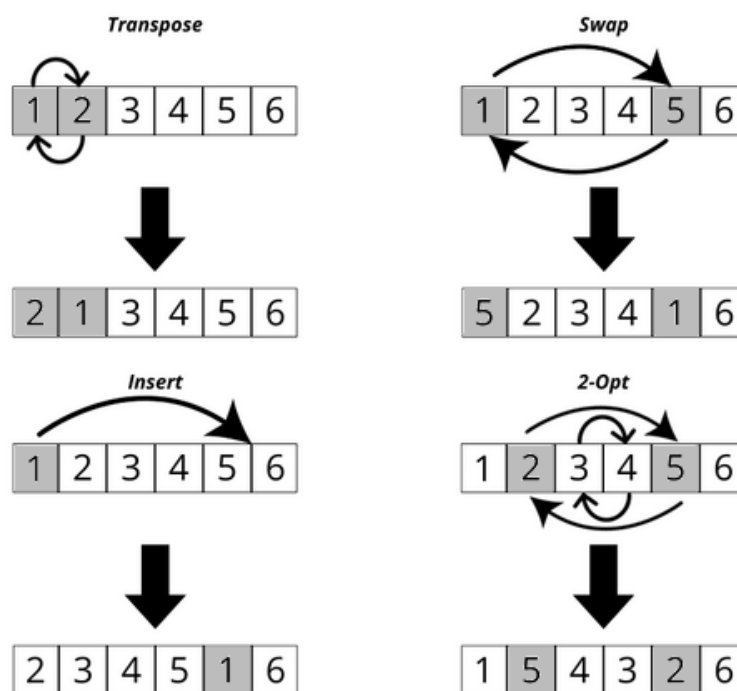 Transpose
1 2 3 4 5 6
2 1 3 4 5 6
Swap
1 2 3 4 5 6
5 2 3 4 1 6
Insert
1 2 3 4 5 6
2 3 4 5 1 6
2-Opt
1 2 3 4 5 6
1 5 4 3 2 6